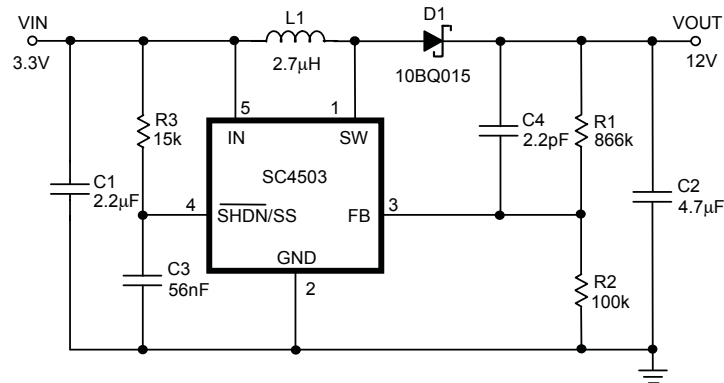 VIN
3.3V
L1
2.7μH
D1
10BQ015
VOUT
12V
R3
15k
5
IN
1
SW
SC4503
4
SHDN/SS
FB
3
GND
2
C1
2.2μF
C3
56nF
C4
2.2pF
R1
866k
C2
4.7μF
R2
100k